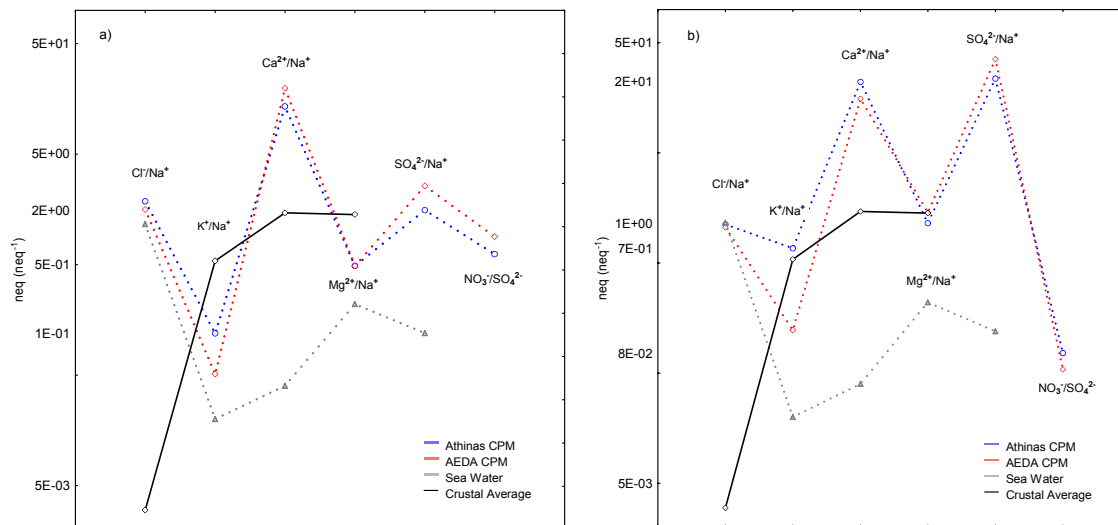 a)
5E+01
5E+00
2E+00
5E-01
1E-01
5E-03
neq (neq⁻¹)
Cl⁻/Na⁺
K⁺/Na⁺
Ca²⁺/Na⁺
Mg²⁺/Na⁺
SO₄²⁻/Na⁺
NO₃⁻/SO₄²⁻
Athinas CPM
AEDA CPM
Sea Water
Crustal Average
b)
5E+01
2E+01
1E+00
7E-01
8E-02
5E-03
neq (neq⁻¹)
Cl⁻/Na⁺
K⁺/Na⁺
Ca²⁺/Na⁺
Mg²⁺/Na⁺
SO₄²⁻/Na⁺
NO₃⁻/SO₄²⁻
Athinas CPM
AEDA CPM
Sea Water
Crustal Average